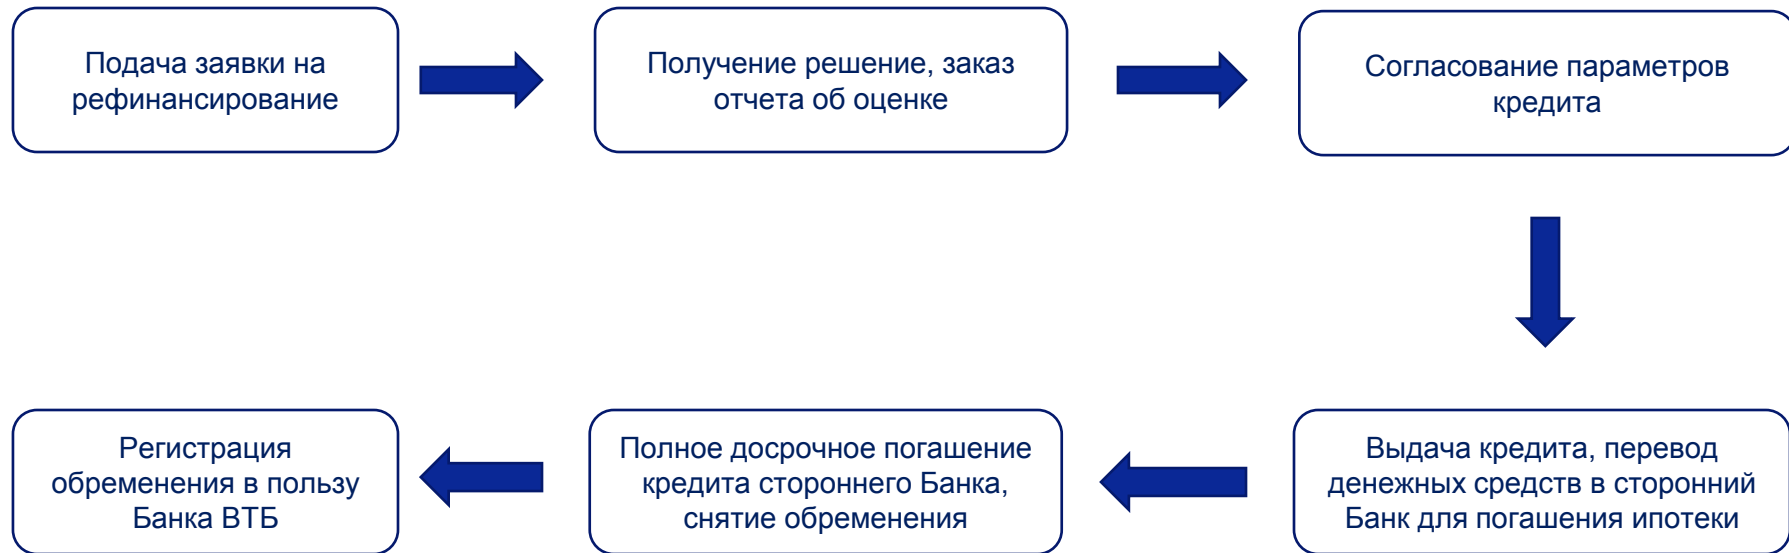 Подача заявки на
рефинансирование
Получение решение, заказ
отчета об оценке
Согласование параметров
кредита
Выдача кредита, перевод
денежных средств в сторонний
Банк для погашения ипотеки
Полное досрочное погашение
кредита стороннего Банка,
снятие обременения
Регистрация
обременения в пользу
Банка ВТБ